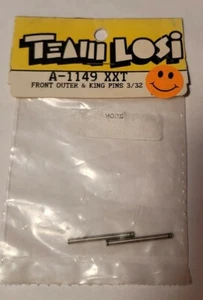 TEAM LOSI
A-1149 XXT
FRONT OUTER & KING PINS 3/32